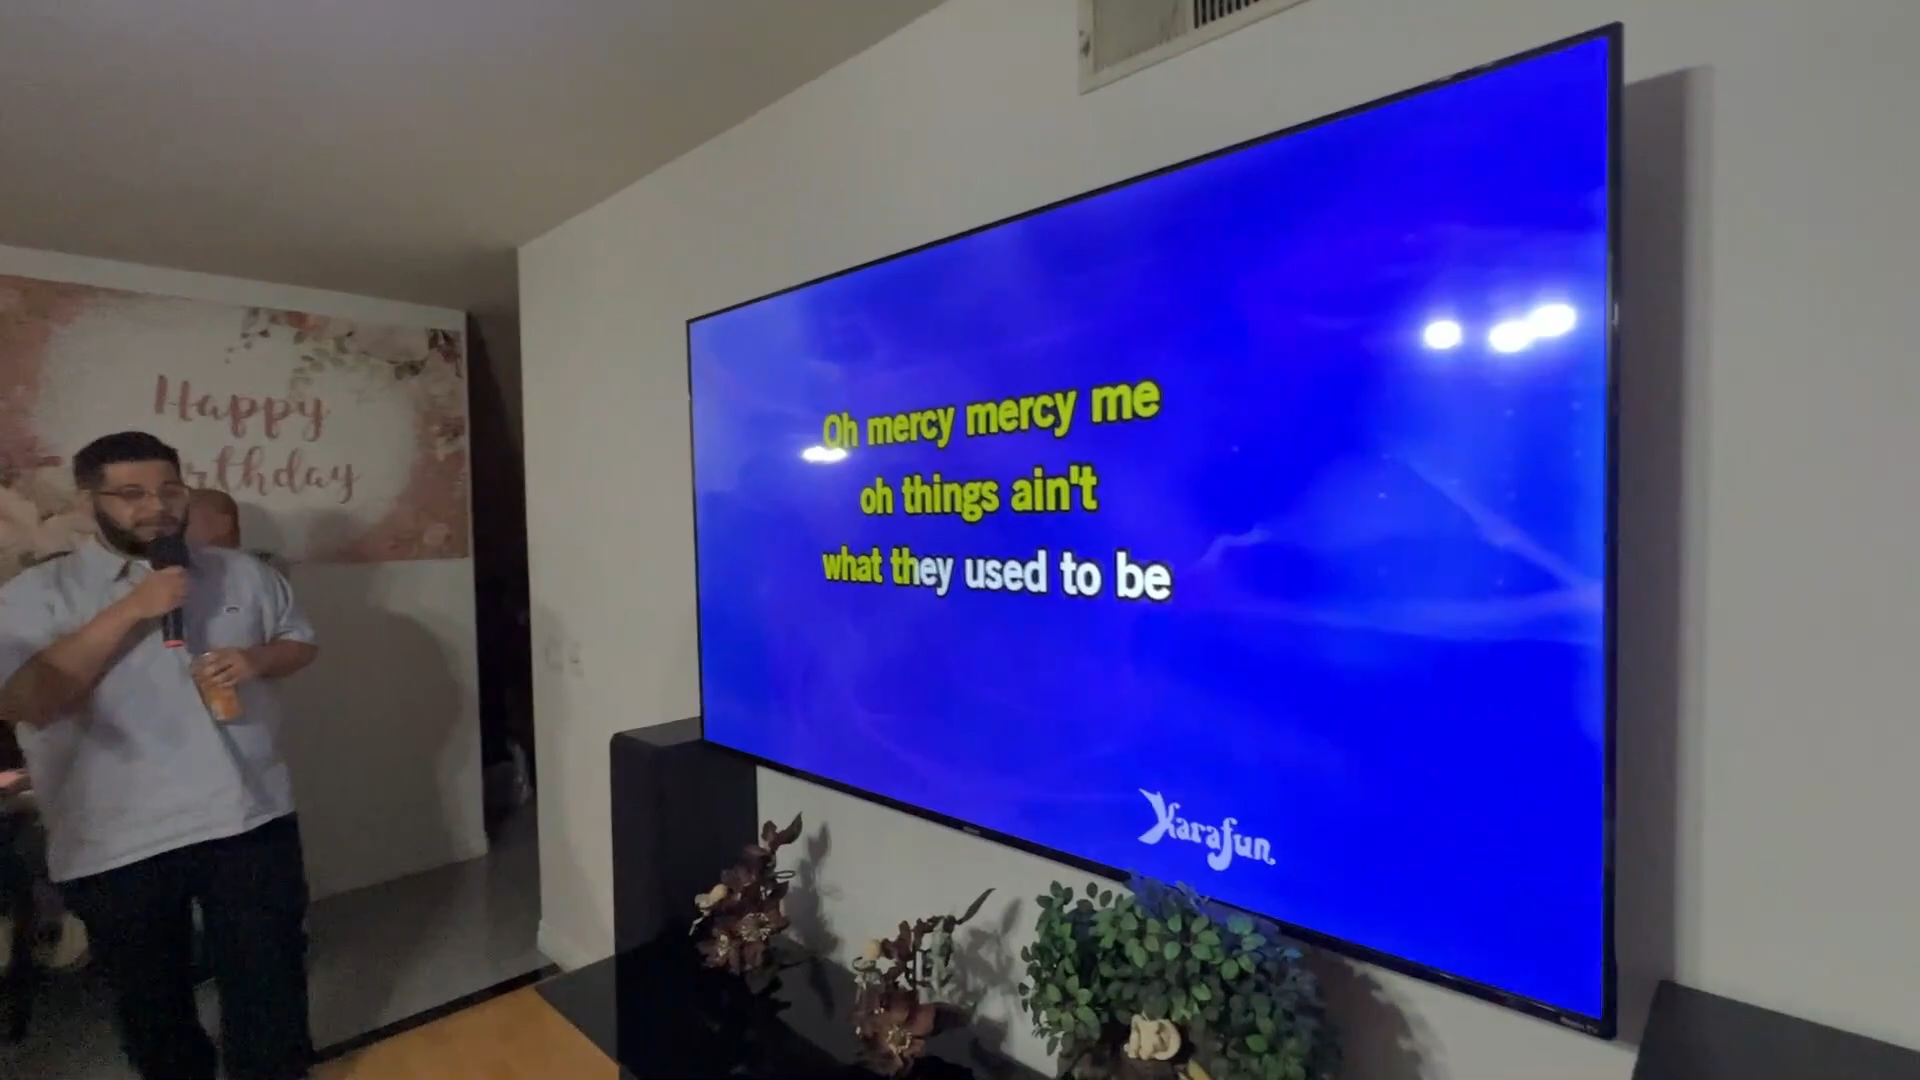 Happy
rthday
Oh mercy mercy me
oh things ain't
what they used to be
Karafun